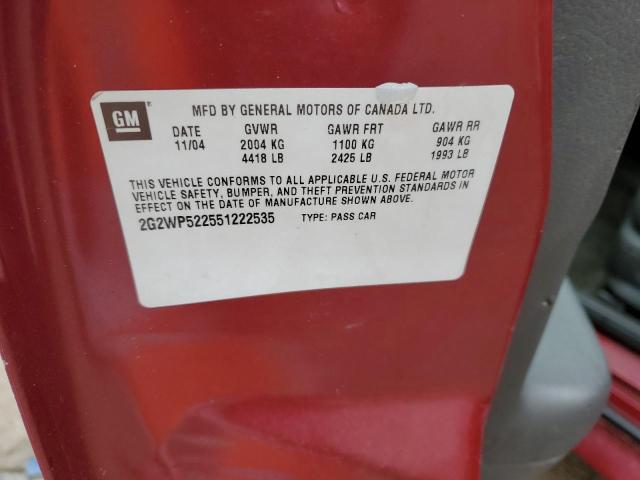 GM
MFD BY GENERAL MOTORS OF CANADA LTD.
DATE GVWR GAWR FRT GAWR RR
11/04 2004 KG 1100 KG 904 KG
4418 LB 2425 LB 1993 LB
THIS VEHICLE CONFORMS TO ALL APPLICABLE U.S. FEDERAL MOTOR
VEHICLE SAFETY, BUMPER, AND THEFT PREVENTION STANDARDS IN
EFFECT ON THE DATE OF MANUFACTURE SHOWN ABOVE.
2G2WP522551222535 TYPE: PASS CAR